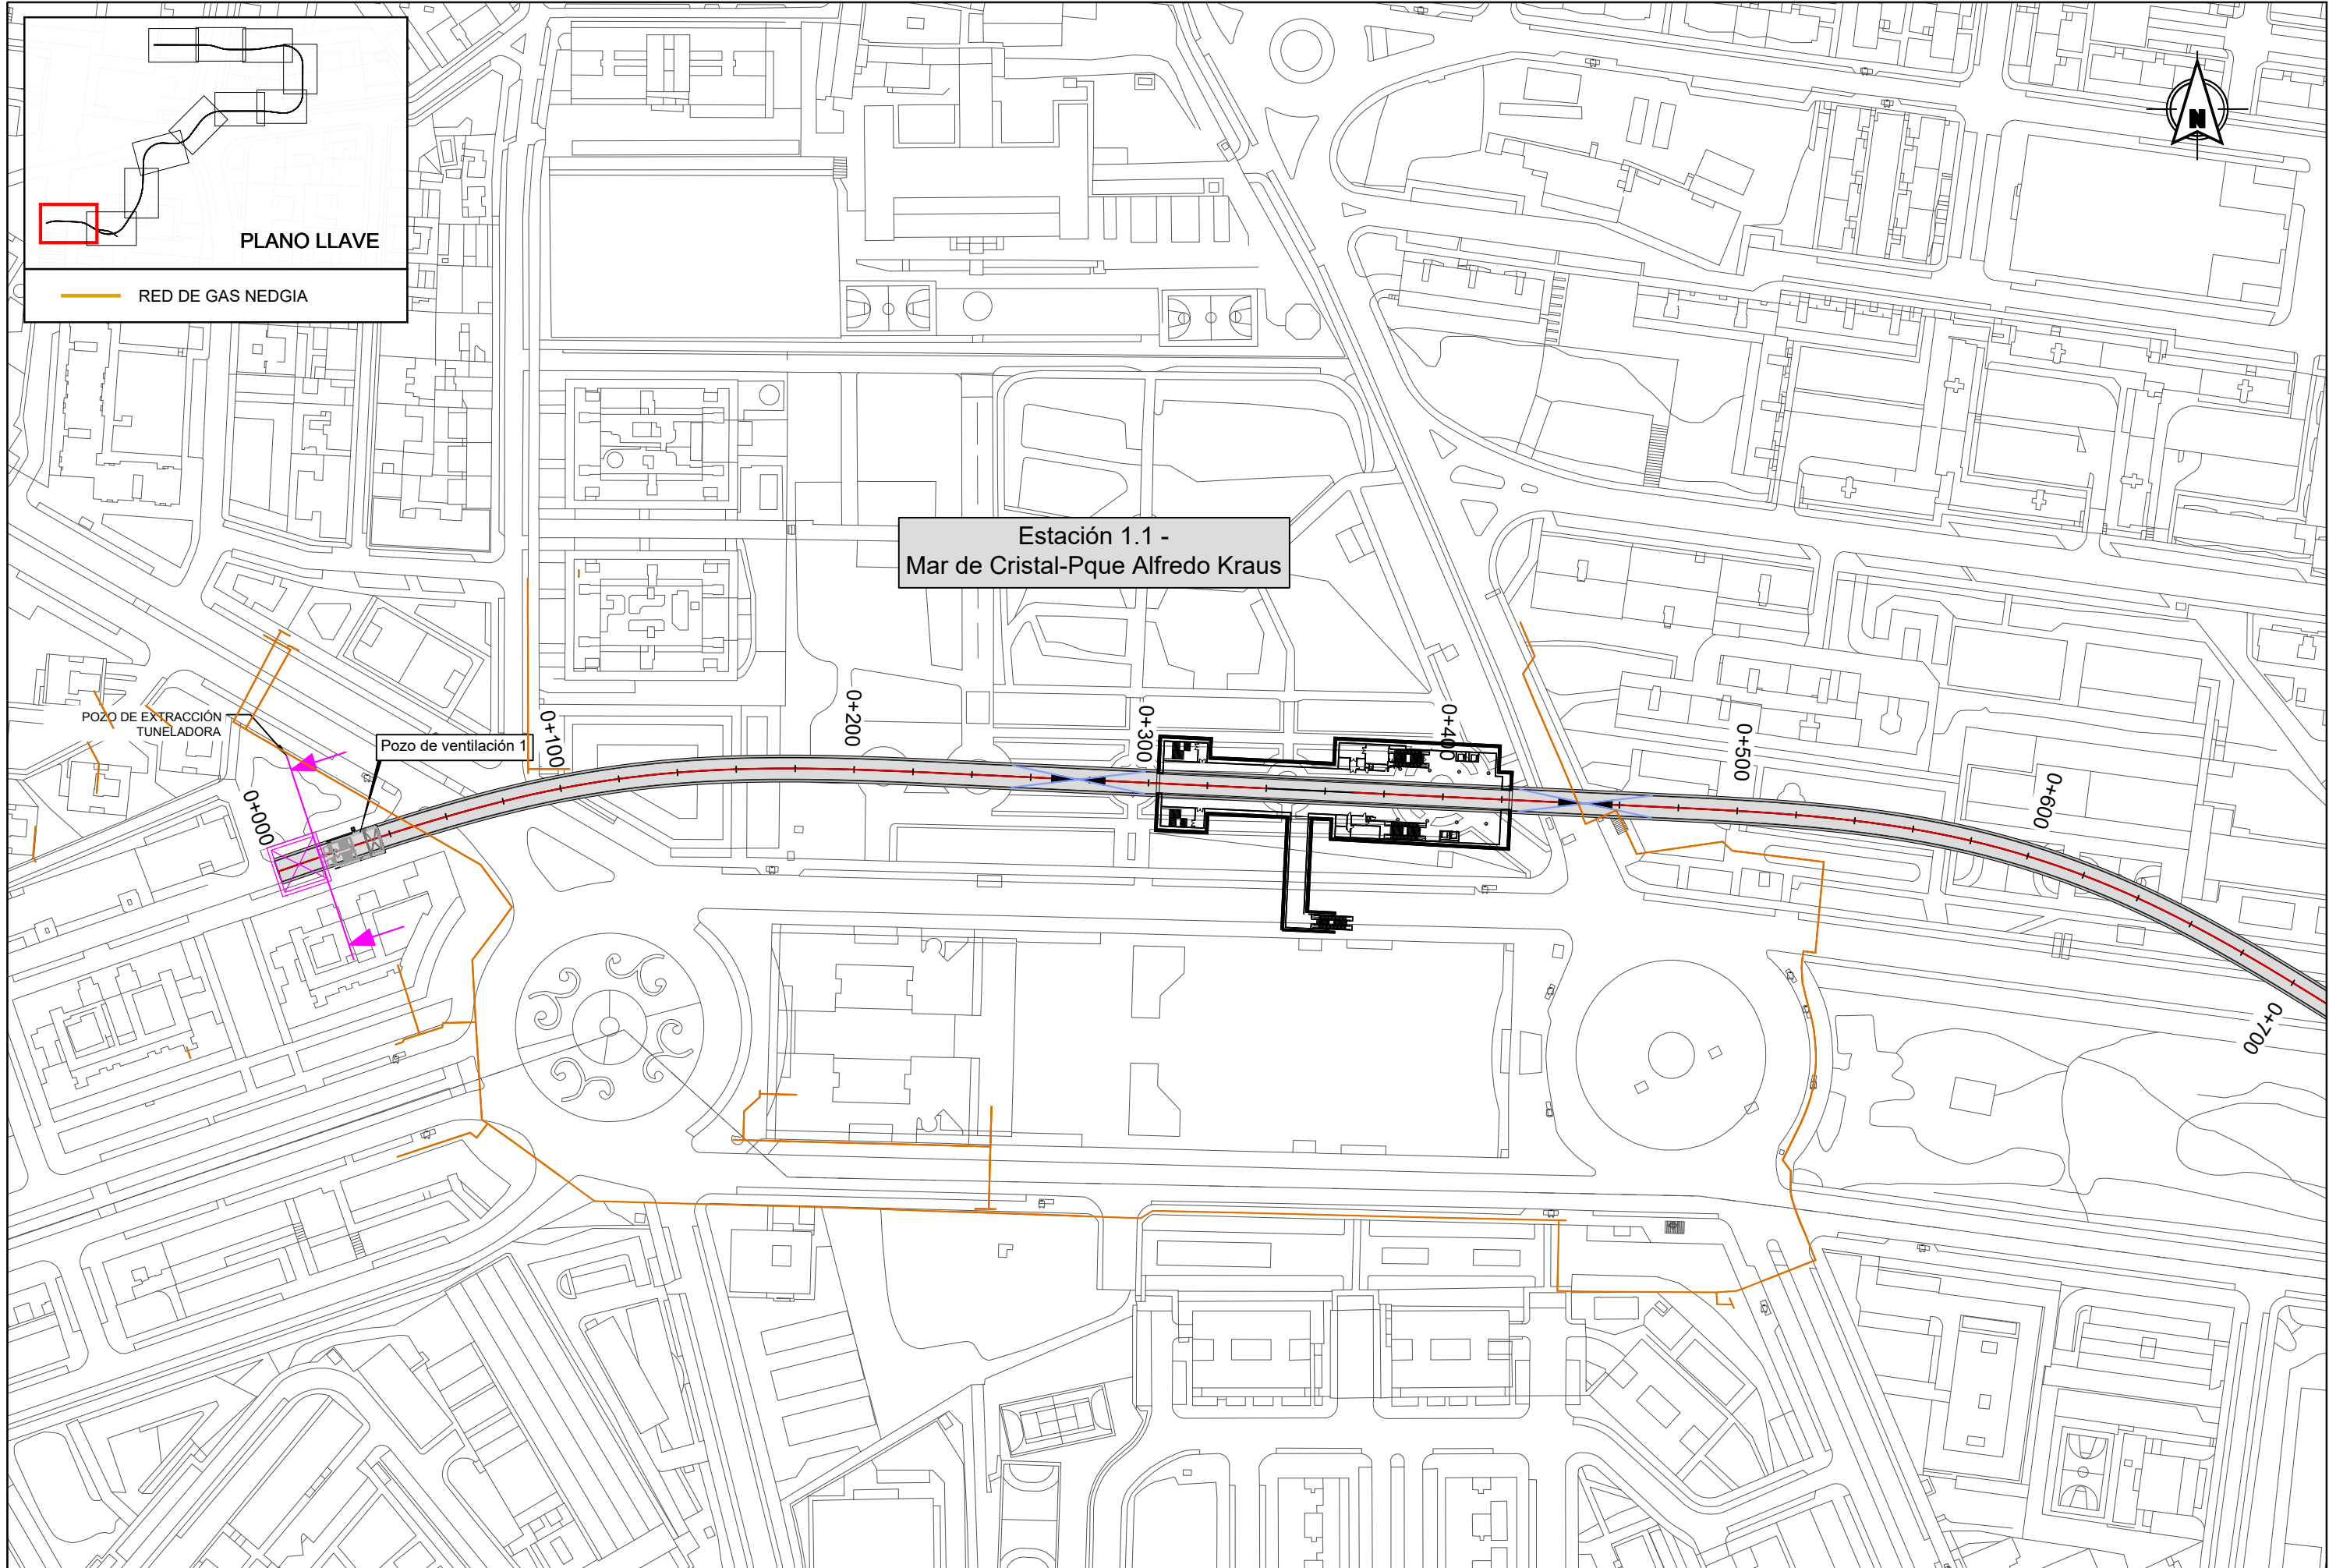 PLANO LLAVE
RED DE GAS NEDGIA
N
Estación 1.1 -
Mar de Cristal-Pque Alfredo Kraus
POZO DE EXTRACCIÓN
TUNELADORA
Pozo de ventilación 1
0+000
0+100
0+200
0+300
0+400
0+500
0+600
0+700